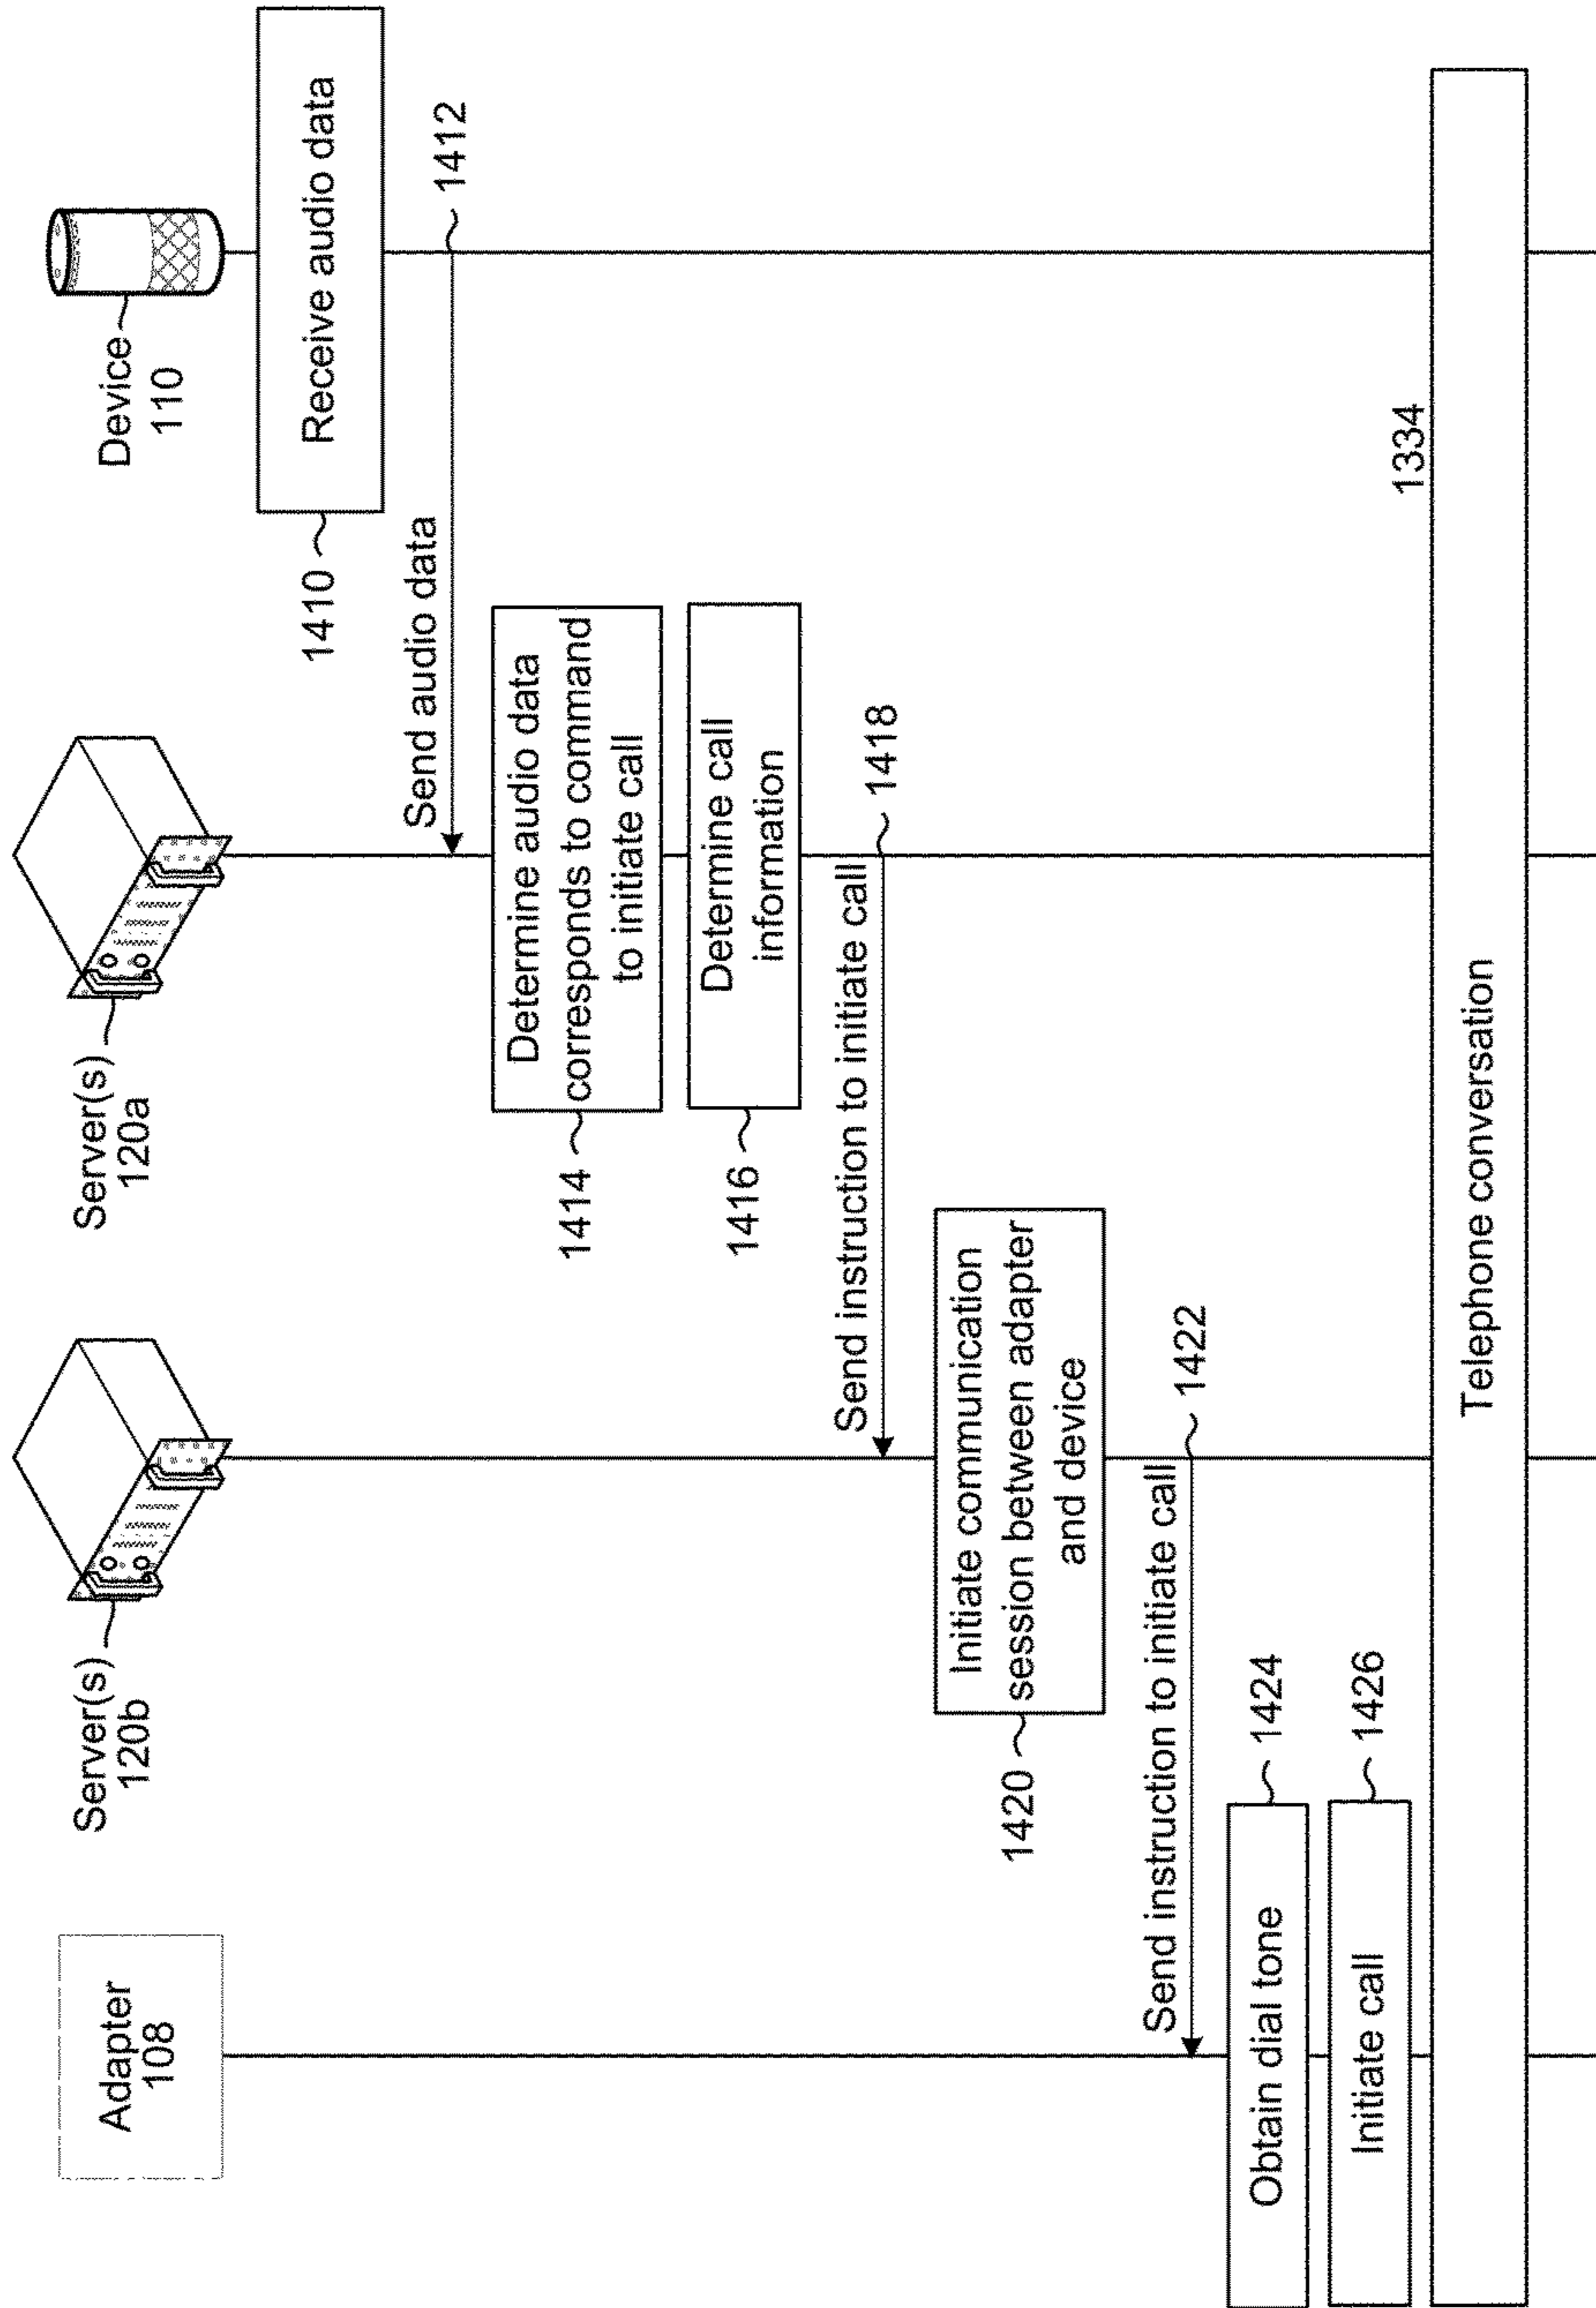 Adapter
108
Server(s)
120b
Server(s)
120a
Device
110
Receive audio data
1410
Send audio data
1412
Determine audio data
corresponds to command
to initiate call
1414
Determine call
information
1416
Send instruction to initiate call
1418
Initiate communication
session between adapter
and device
1420
Send instruction to initiate call
1422
Obtain dial tone
1424
Initiate call
1426
1334
Telephone conversation